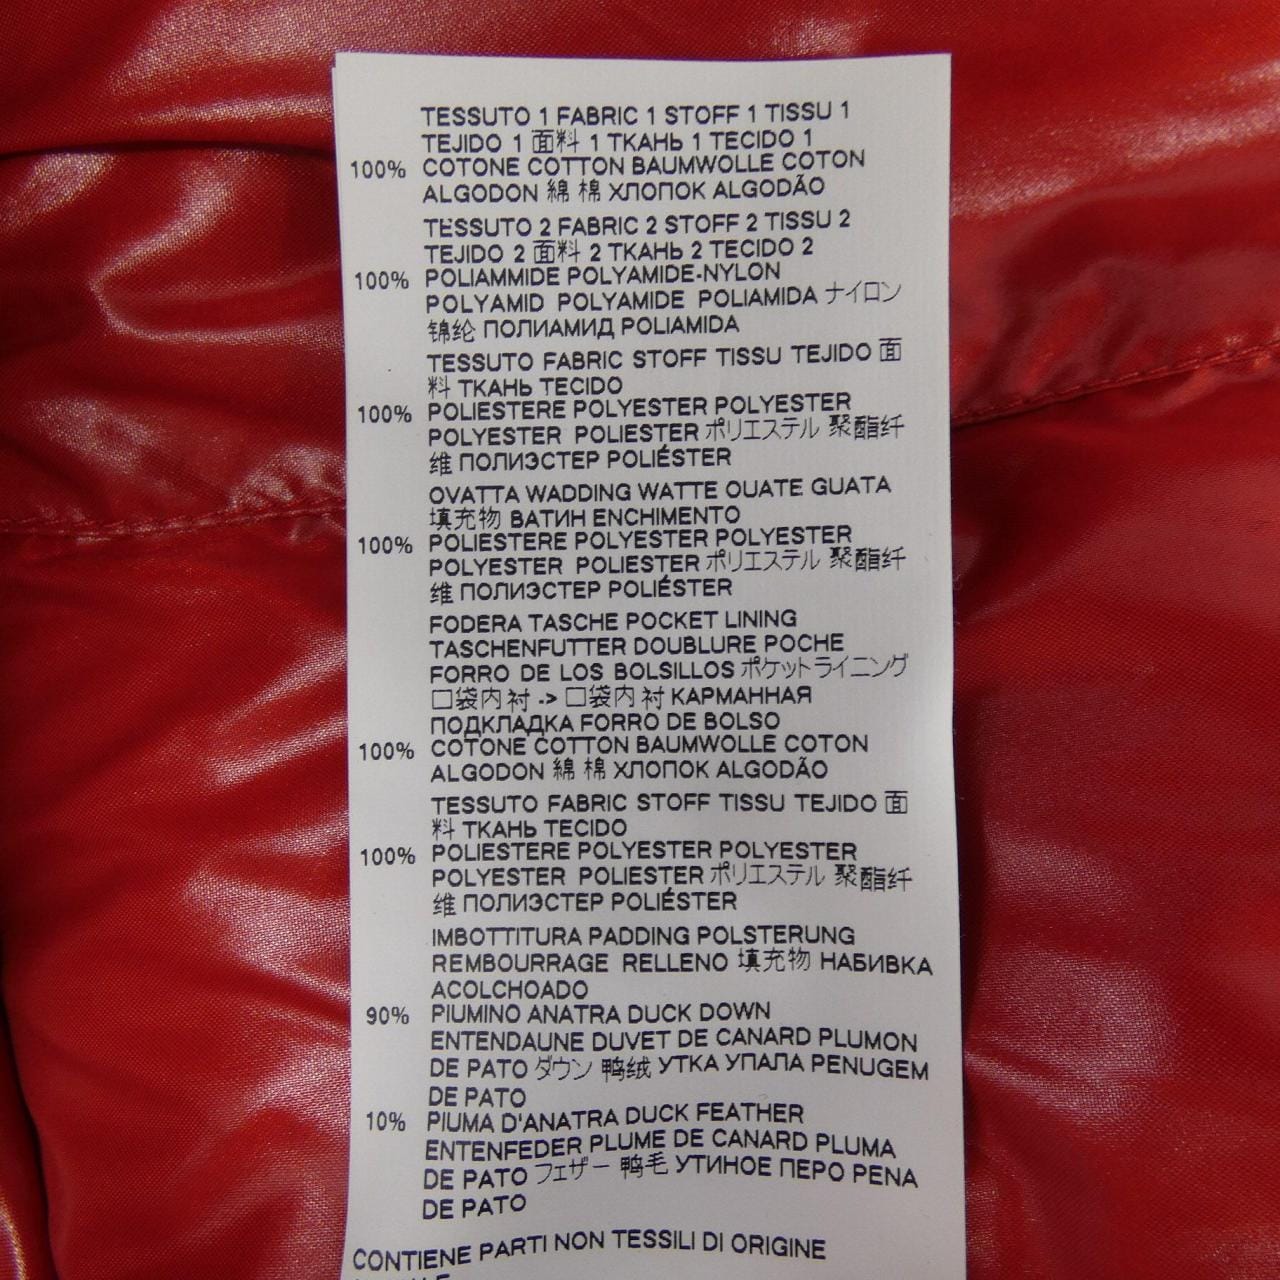 TESSUTO 1 FABRIC 1 STOFF 1 TISSU 1
TEJIDO 1 面料 1 ТКАНЬ 1 TECIDO 1
100% COTONE COTTON BAUMWOLLE COTON
ALGODON 綿 棉 ХЛОПОК ALGODÃO
TESSUTO 2 FABRIC 2 STOFF 2 TISSU 2
TEJIDO 2 面料 2 ТКАНЬ 2 TECIDO 2
100% POLIAMMIDE POLYAMIDE-NYLON
POLYAMID POLYAMIDE POLIAMIDA ナイロン
锦纶 ПОЛИАМИД POLIAMIDA
TESSUTO FABRIC STOFF TISSU TEJIDO 面
料 ТКАНЬ TECIDO
100% POLIESTERE POLYESTER POLYESTER
POLYESTER POLIESTER ポリエステル 聚酯纤
维 ПОЛИЭСТЕР POLIÉSTER
OVATTA WADDING WATTE OUATE GUATA
填充物 ВАТИН ENCHIMENTO
100% POLIESTERE POLYESTER POLYESTER
POLYESTER POLIESTER ポリエステル 聚酯纤
维 ПОЛИЭСТЕР POLIÉSTER
FODERA TASCHE POCKET LINING
TASCHENFUTTER DOUBLURE POCHE
FORRO DE LOS BOLSILLOS ポケットライニング
口袋内衬 -> 口袋内衬 КАРМАННАЯ
ПОДКЛАДКА FORRO DE BOLSO
100% COTONE COTTON BAUMWOLLE COTON
ALGODON 綿 棉 ХЛОПОК ALGODÃO
TESSUTO FABRIC STOFF TISSU TEJIDO 面
料 ТКАНЬ TECIDO
100% POLIESTERE POLYESTER POLYESTER
POLYESTER POLIESTER ポリエステル 聚酯纤
维 ПОЛИЭСТЕР POLIÉSTER
IMBOTTITURA PADDING POLSTERUNG
REMBOURRAGE RELLENO 填充物 НАБИВКА
ACOLCHOADO
90% PIUMINO ANATRA DUCK DOWN
ENTENDAUNE DUVET DE CANARD PLUMON
DE PATO ダウン 鸭绒 УТКА УПАЛА PENUGEM
DE PATO
10% PIUMA D'ANATRA DUCK FEATHER
ENTENFEDER PLUME DE CANARD PLUMA
DE PATO フェザー 鸭毛 УТИНОЕ ПЕРО PENA
DE PATO
CONTIENE PARTI NON TESSILI DI ORIGINE